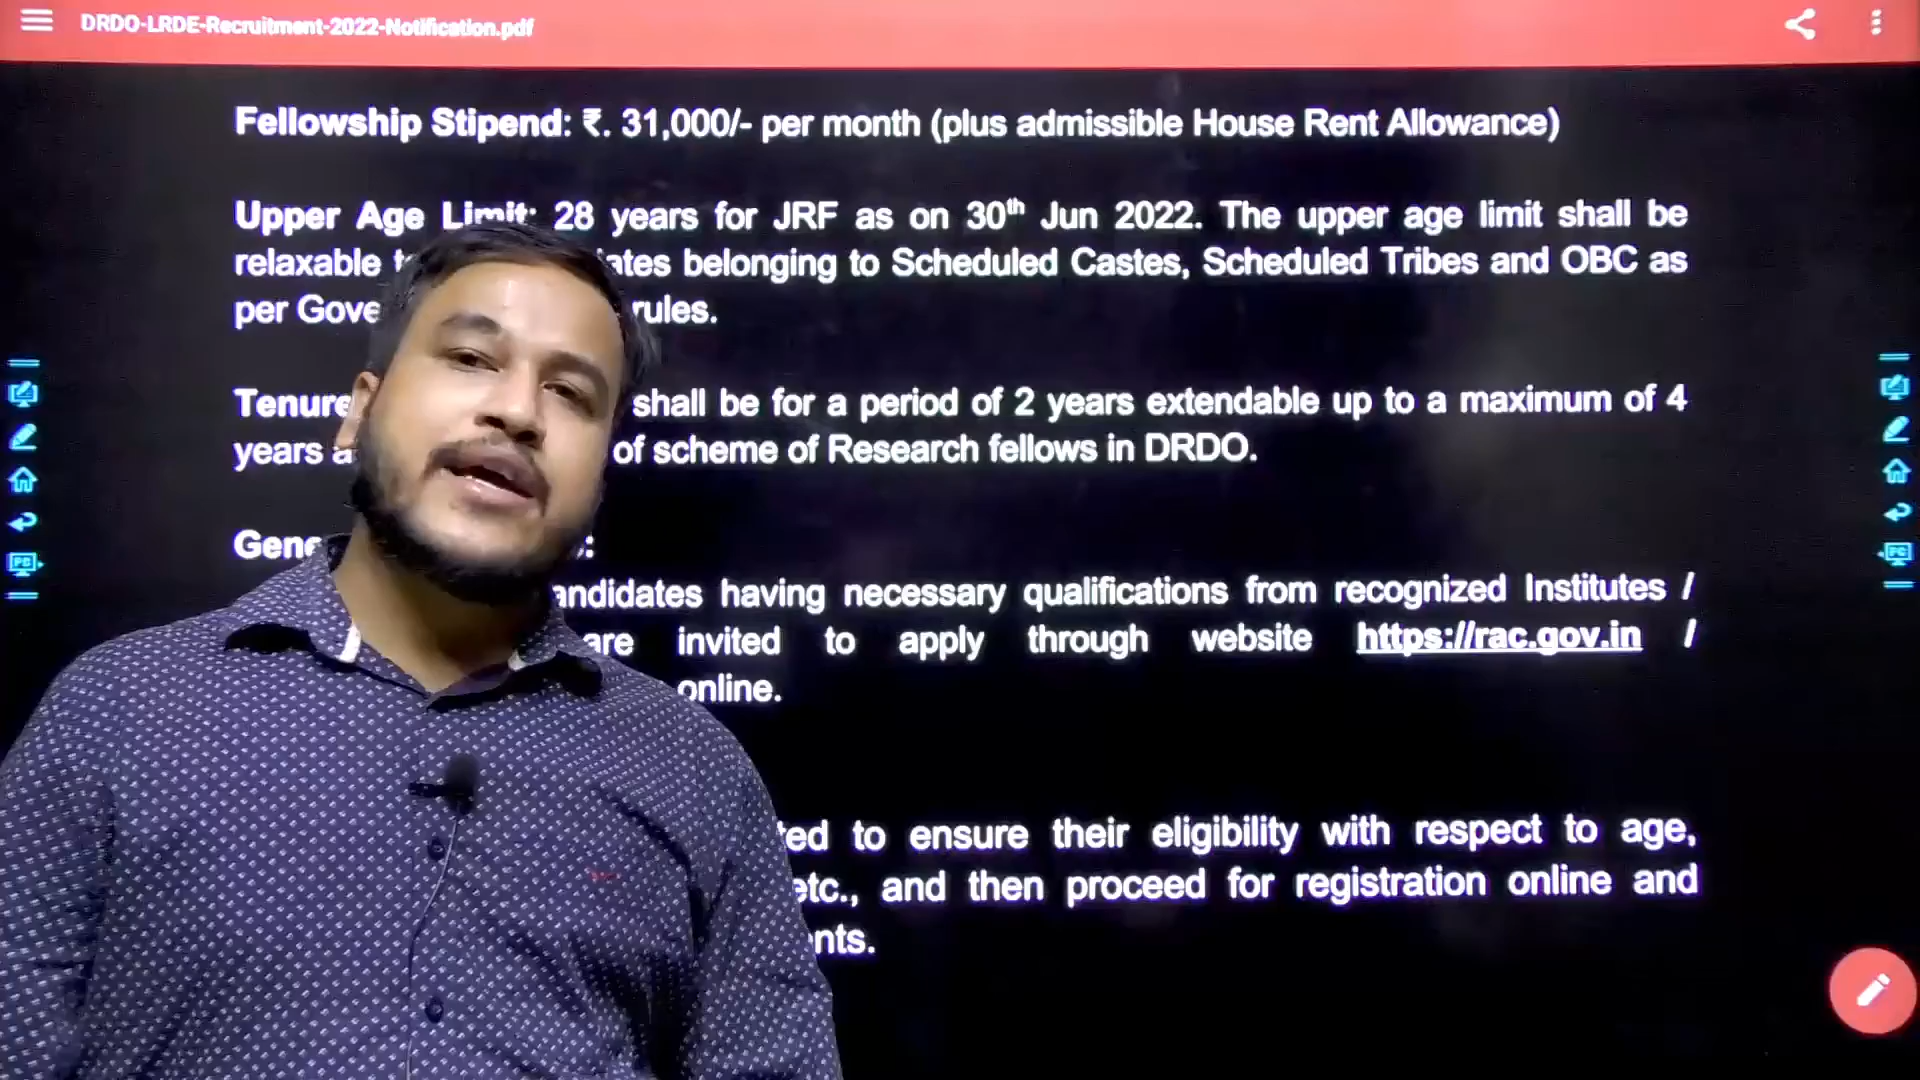 DRDO-LRDE-Recruitment-2022-Notification.pdf
Fellowship Stipend: ₹. 31,000/- per month (plus admissible House Rent Allowance)
Upper Age Limit: 28 years for JRF as on 30th Jun 2022. The upper age limit shall be
relaxable belonging to Scheduled Castes, Scheduled Tribes and OBC as
per rules.
Tenure shall be for a period of 2 years extendable up to a maximum of 4
years of scheme of Research fellows in DRDO.
candidates having necessary qualifications from recognized Institutes /
are invited to apply through website https://rac.gov.in /
online.
to ensure their eligibility with respect to age,
etc., and then proceed for registration online and
PC
PC